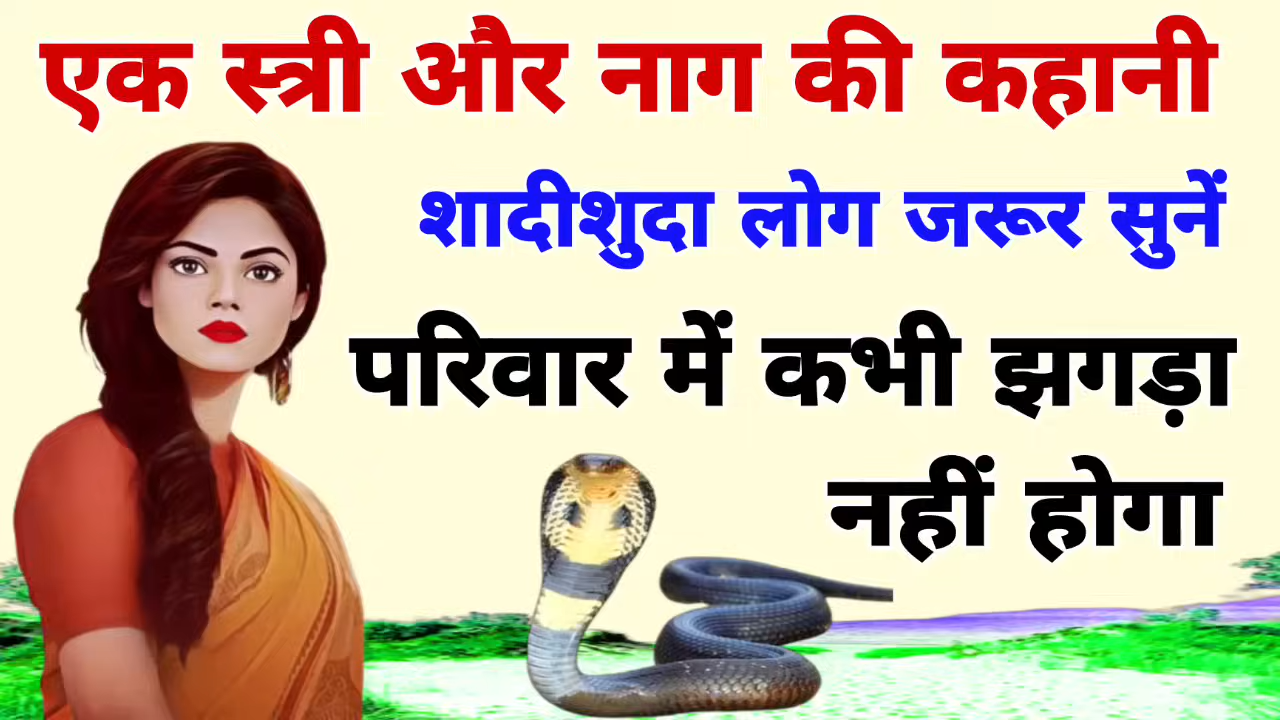 एक स्त्री और नाग की कहानी
शादीशुदा लोग जरूर सुनें
परिवार में कभी झगड़ा
नहीं होगा